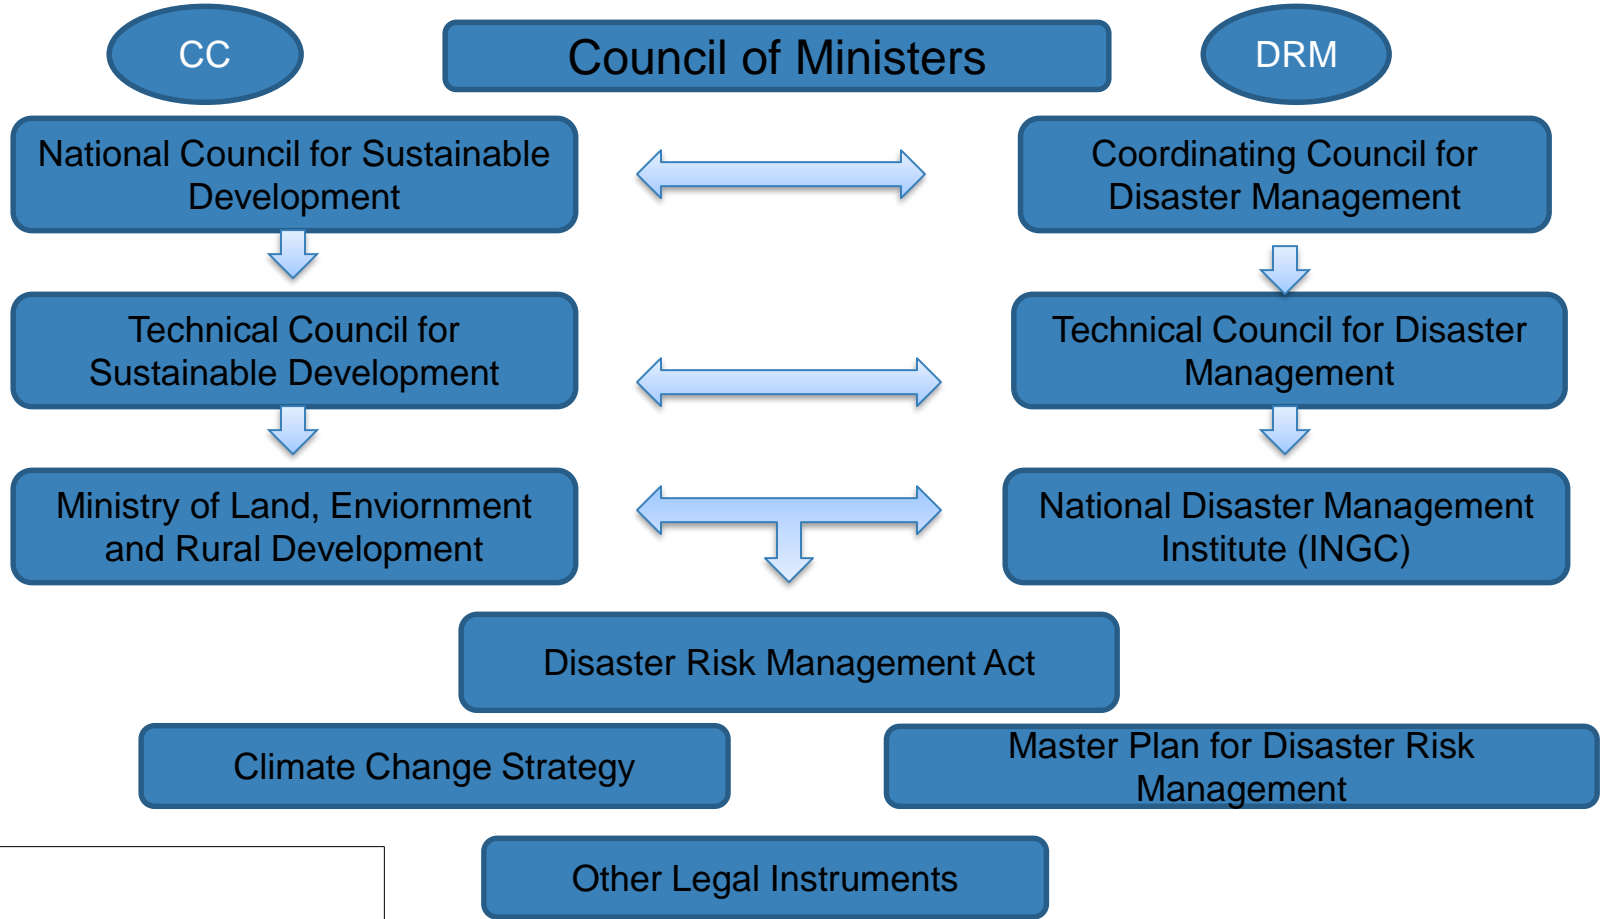 CC
Council of Ministers
DRM
National Council for Sustainable
Development
Coordinating Council for
Disaster Management
Technical Council for
Sustainable Development
Technical Council for Disaster
Management
Ministry of Land, Enviornment
and Rural Development
National Disaster Management
Institute (INGC)
Disaster Risk Management Act
Climate Change Strategy
Master Plan for Disaster Risk
Management
Other Legal Instruments